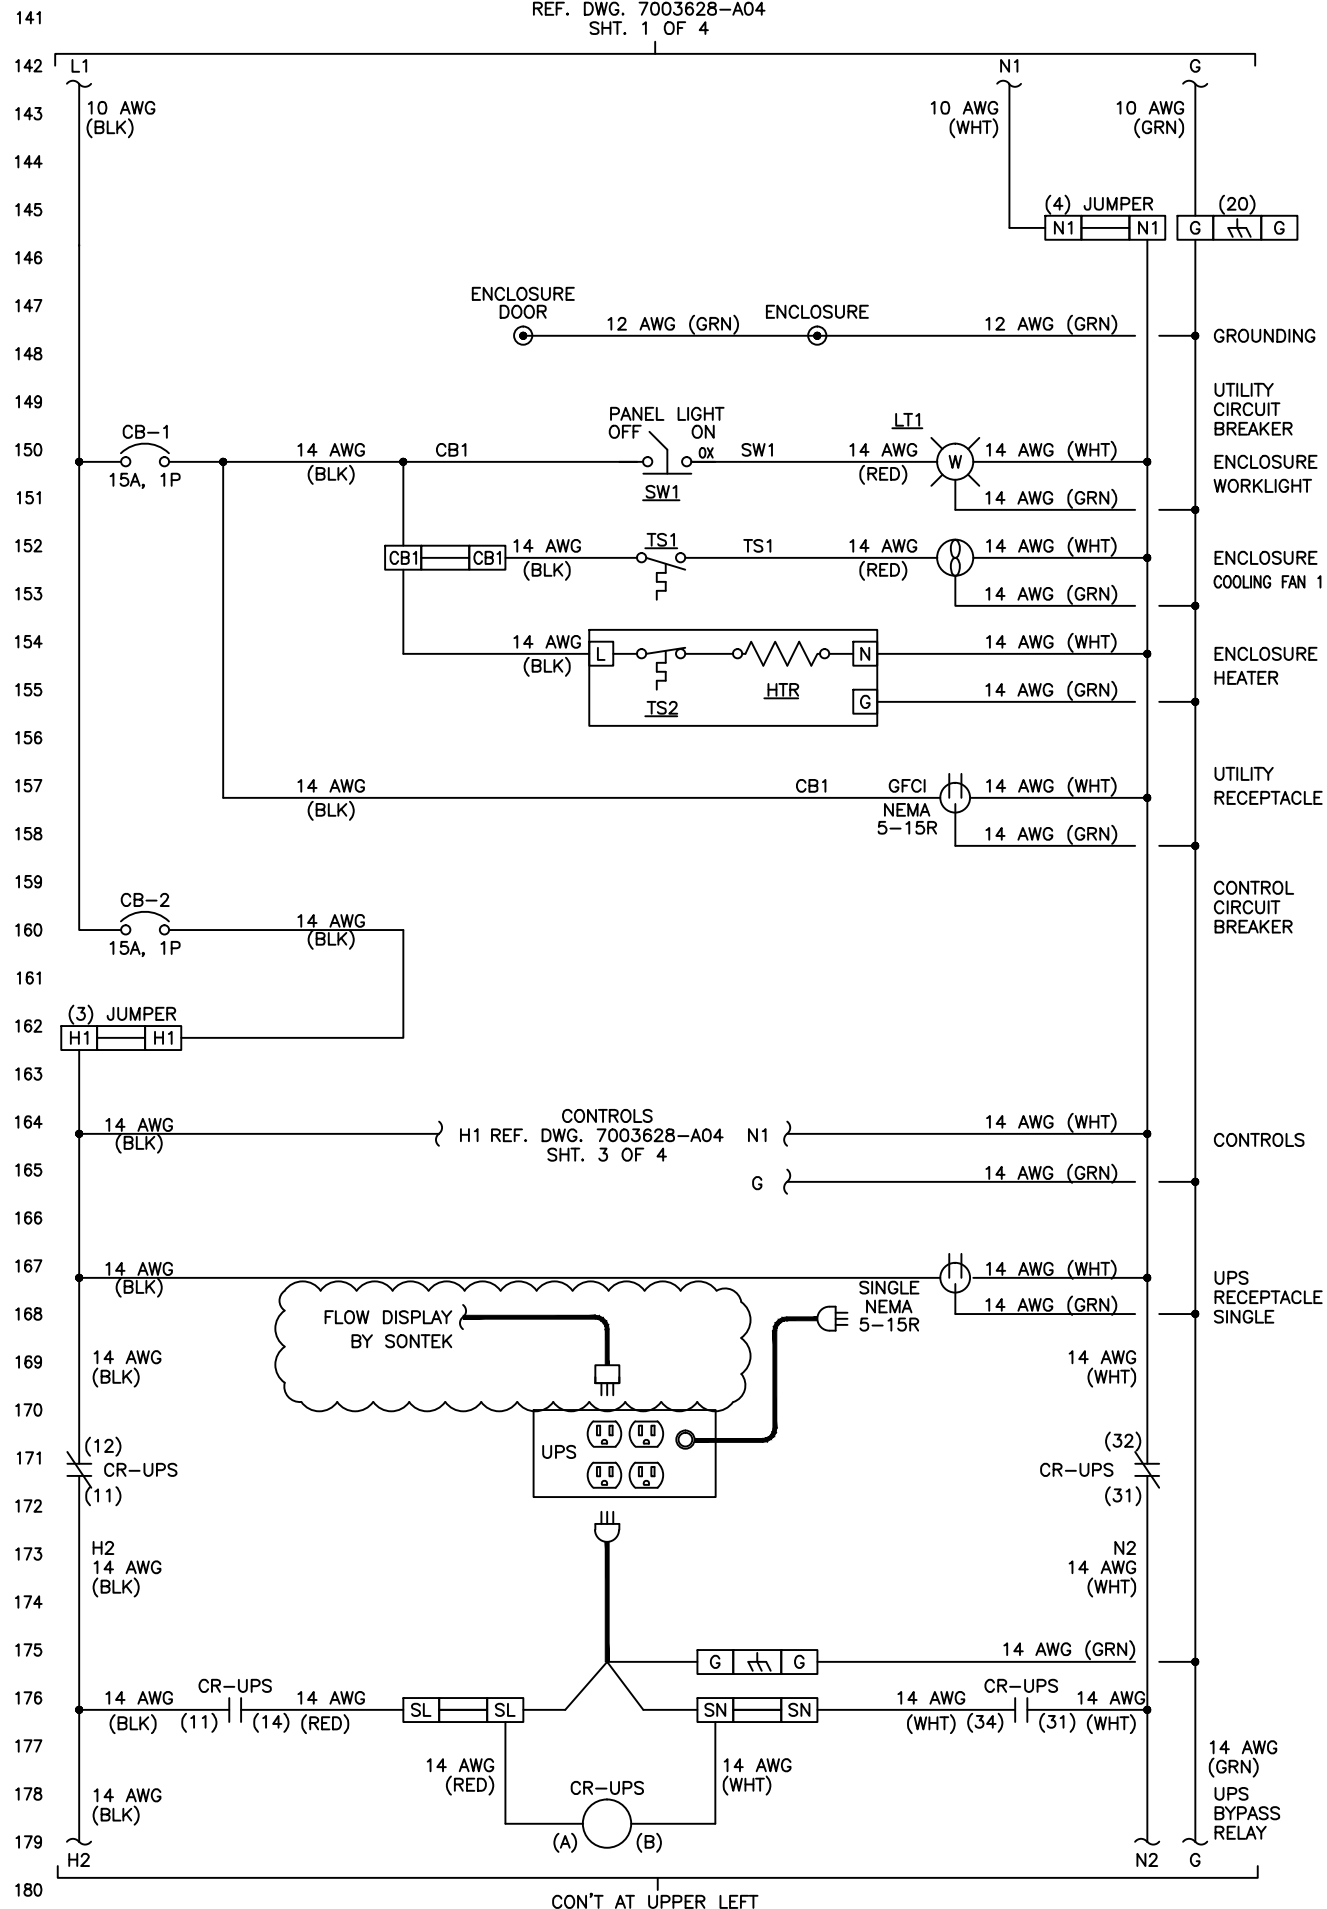 141
REF. DWG. 7003628-A04
SHT. 1 OF 4
142 L1 N1 G
143 10 AWG 10 AWG 10 AWG
(BLK) (WHT) (GRN)
144
145 (4) JUMPER (20)
N1 N1 G G
146
147 ENCLOSURE
DOOR ENCLOSURE
12 AWG (GRN) 12 AWG (GRN)
GROUNDING
148
149 UTILITY
CIRCUIT
BREAKER
PANEL LIGHT
OFF ON LT1
CB-1
150 14 AWG CB1 OX SW1 14 AWG 14 AWG (WHT)
W ENCLOSURE
15A, 1P (BLK) (RED)
WORKLIGHT
151 SW1 14 AWG (GRN)
152 14 AWG TS1 TS1 14 AWG 14 AWG (WHT)
CB1 CB1 ENCLOSURE
(BLK) (RED)
COOLING FAN 1
153 14 AWG (GRN)
154 14 AWG 14 AWG (WHT)
L N ENCLOSURE
(BLK)
HEATER
155 HTR 14 AWG (GRN)
TS2 G
156
157 UTILITY
14 AWG CB1 GFCI 14 AWG (WHT)
RECEPTACLE
(BLK) NEMA
5-15R
158 14 AWG (GRN)
159 CONTROL
CIRCUIT
BREAKER
CB-2
160 14 AWG
(BLK)
15A, 1P
161
162 (3) JUMPER
H1 H1
163
164 CONTROLS
14 AWG 14 AWG (WHT)
(BLK) H1 REF. DWG. 7003628-A04 N1
CONTROLS
SHT. 3 OF 4
165 14 AWG (GRN)
G
166
167 14 AWG 14 AWG (WHT)
(BLK) UPS
RECEPTACLE
SINGLE
SINGLE
NEMA
5-15R
168 14 AWG (GRN)
FLOW DISPLAY
BY SONTEK
169 14 AWG 14 AWG
(BLK) (WHT)
170
171 (12) UPS (32)
CR-UPS CR-UPS
(11) (31)
172
173 H2 N2
14 AWG 14 AWG
(BLK) (WHT)
174
175 14 AWG (GRN)
G G
176 CR-UPS CR-UPS
14 AWG 14 AWG 14 AWG 14 AWG
SL SL SN SN
(BLK) (11) (14) (RED) (WHT) (34) (31) (WHT)
177 14 AWG 14 AWG 14 AWG
(RED) (WHT) (GRN)
178 14 AWG CR-UPS UPS
(BLK) BYPASS
RELAY
179 (A) (B)
H2 N2 G
180
CON'T AT UPPER LEFT